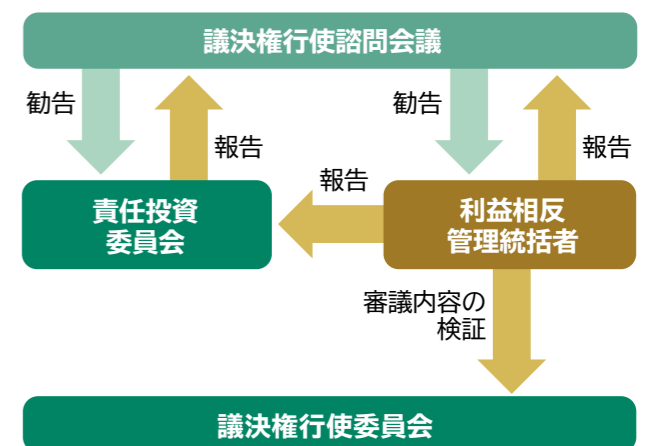 議決権行使諮問会議
勧告
報告
勧告
報告
報告
責任投資
委員会
利益相反
管理統括者
審議内容の
検証
議決権行使委員会